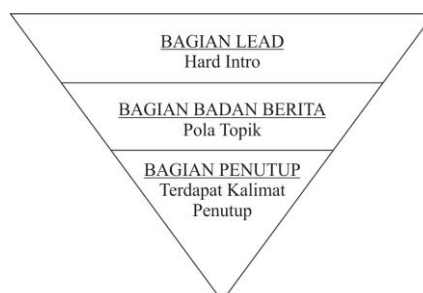 BAGIAN LEAD
Hard Intro
BAGIAN BADAN BERITA
Pola Topik
BAGIAN PENUTUP
Terdapat Kalimat
Penutup